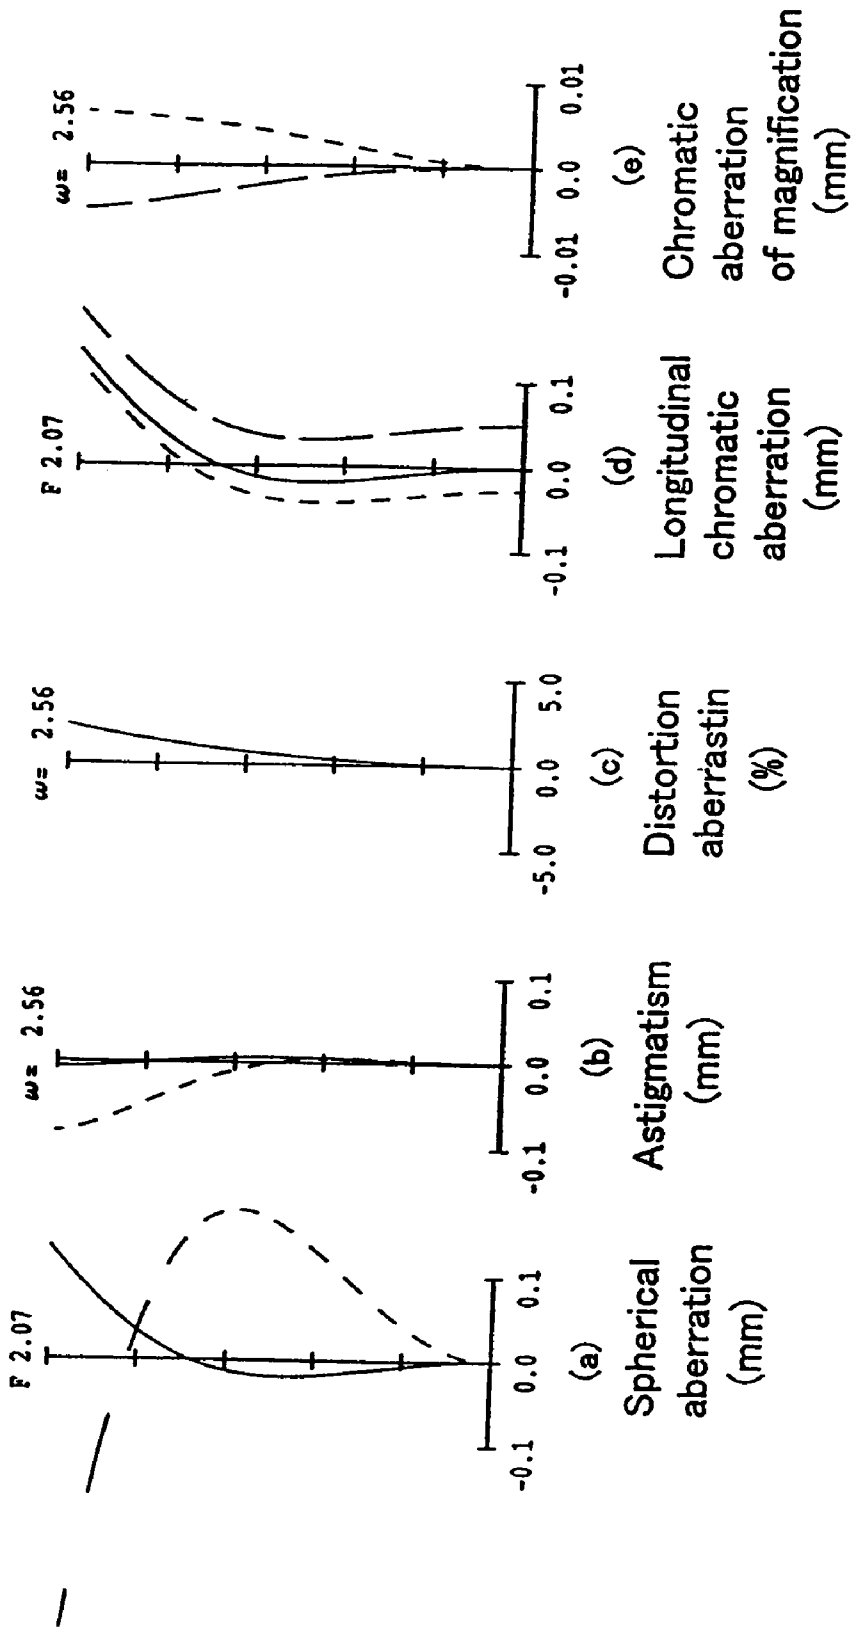 F 2.07
-0.1 0.0 0.1
(a)
Spherical
aberration
(mm)
ω= 2.56
-0.1 0.0 0.1
(b)
Astigmatism
(mm)
ω= 2.56
-5.0 0.0 5.0
(c)
Distortion
aberrastin
(%)
F 2.07
-0.1 0.0 0.1
(d)
Longitudinal
chromatic
aberration
(mm)
ω= 2.56
-0.01 0.0 0.01
(e)
Chromatic
aberration
of magnification
(mm)